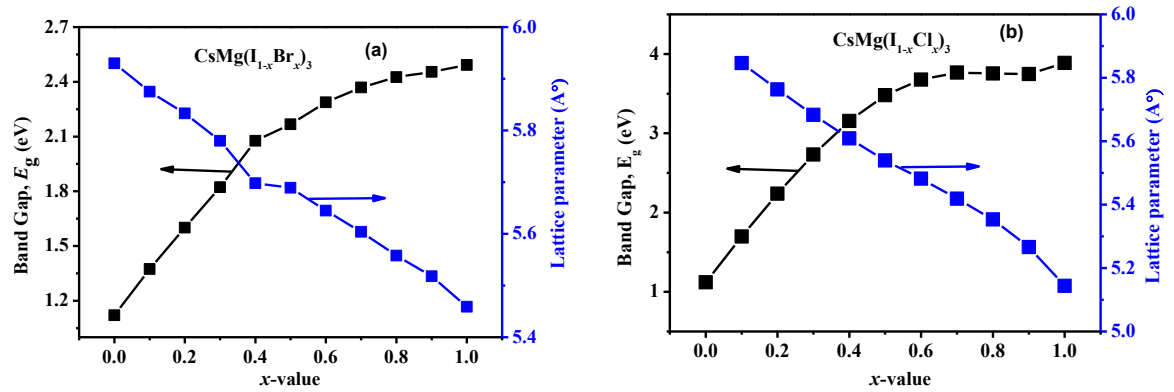 2.7
2.4
2.1
1.8
1.5
1.2
Band Gap, Eg (eV)
CsMg(I1-xBrx)3
(a)
6.0
5.8
5.6
5.4
Lattice parameter (A°)
0.0 0.2 0.4 0.6 0.8 1.0
x-value
4
3
2
1
Band Gap, Eg (eV)
CsMg(I1-xClx)3
(b)
6.0
5.8
5.6
5.4
5.2
5.0
Lattice parameter (A°)
0.0 0.2 0.4 0.6 0.8 1.0
x-value